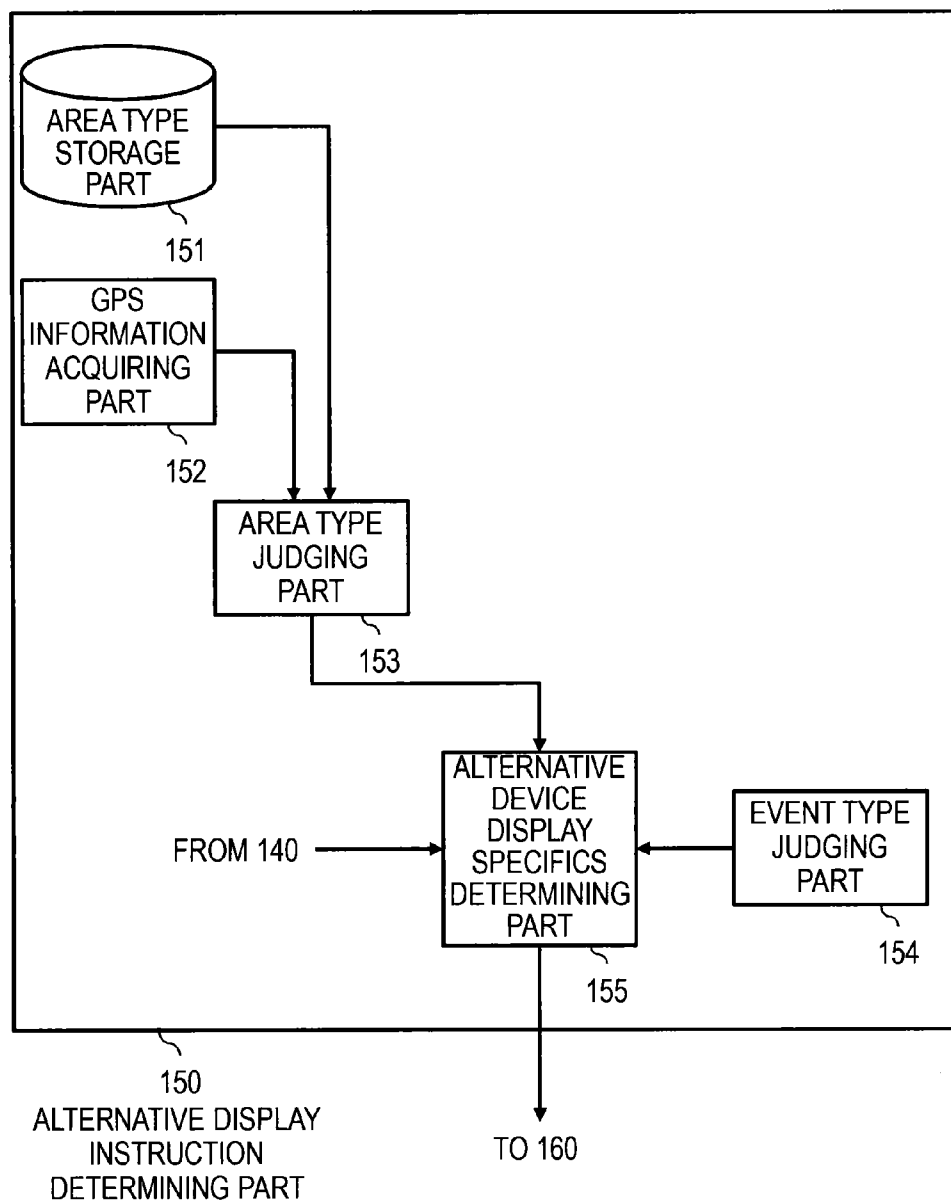 AREA TYPE
STORAGE
PART
151
GPS
INFORMATION
ACQUIRING
PART
152
AREA TYPE
JUDGING
PART
153
ALTERNATIVE
DEVICE
DISPLAY
SPECIFICS
DETERMINING
PART
155
FROM 140
EVENT TYPE
JUDGING
PART
154
150
ALTERNATIVE DISPLAY
INSTRUCTION
DETERMINING PART
TO 160